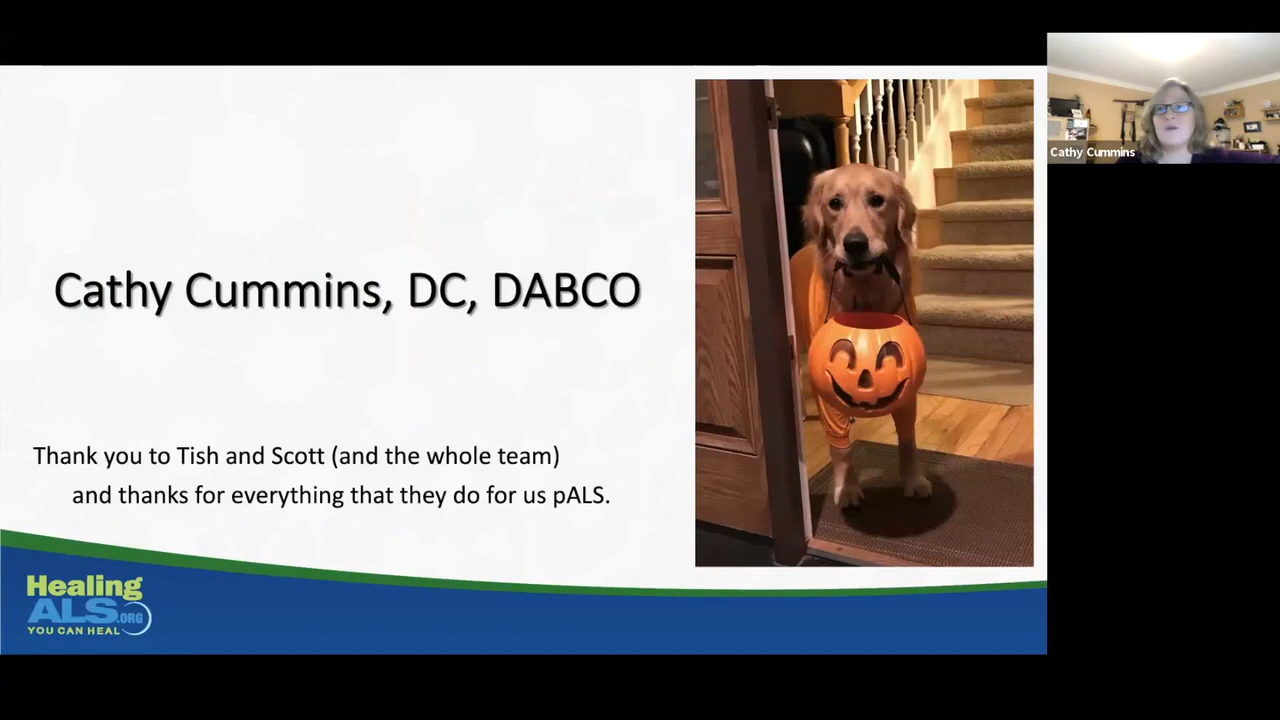 Cathy Cummins, DC, DABCO
Thank you to Tish and Scott (and the whole team)
and thanks for everything that they do for us pALS.
Healing
ALS.ORG
YOU CAN HEAL
Cathy Cummins